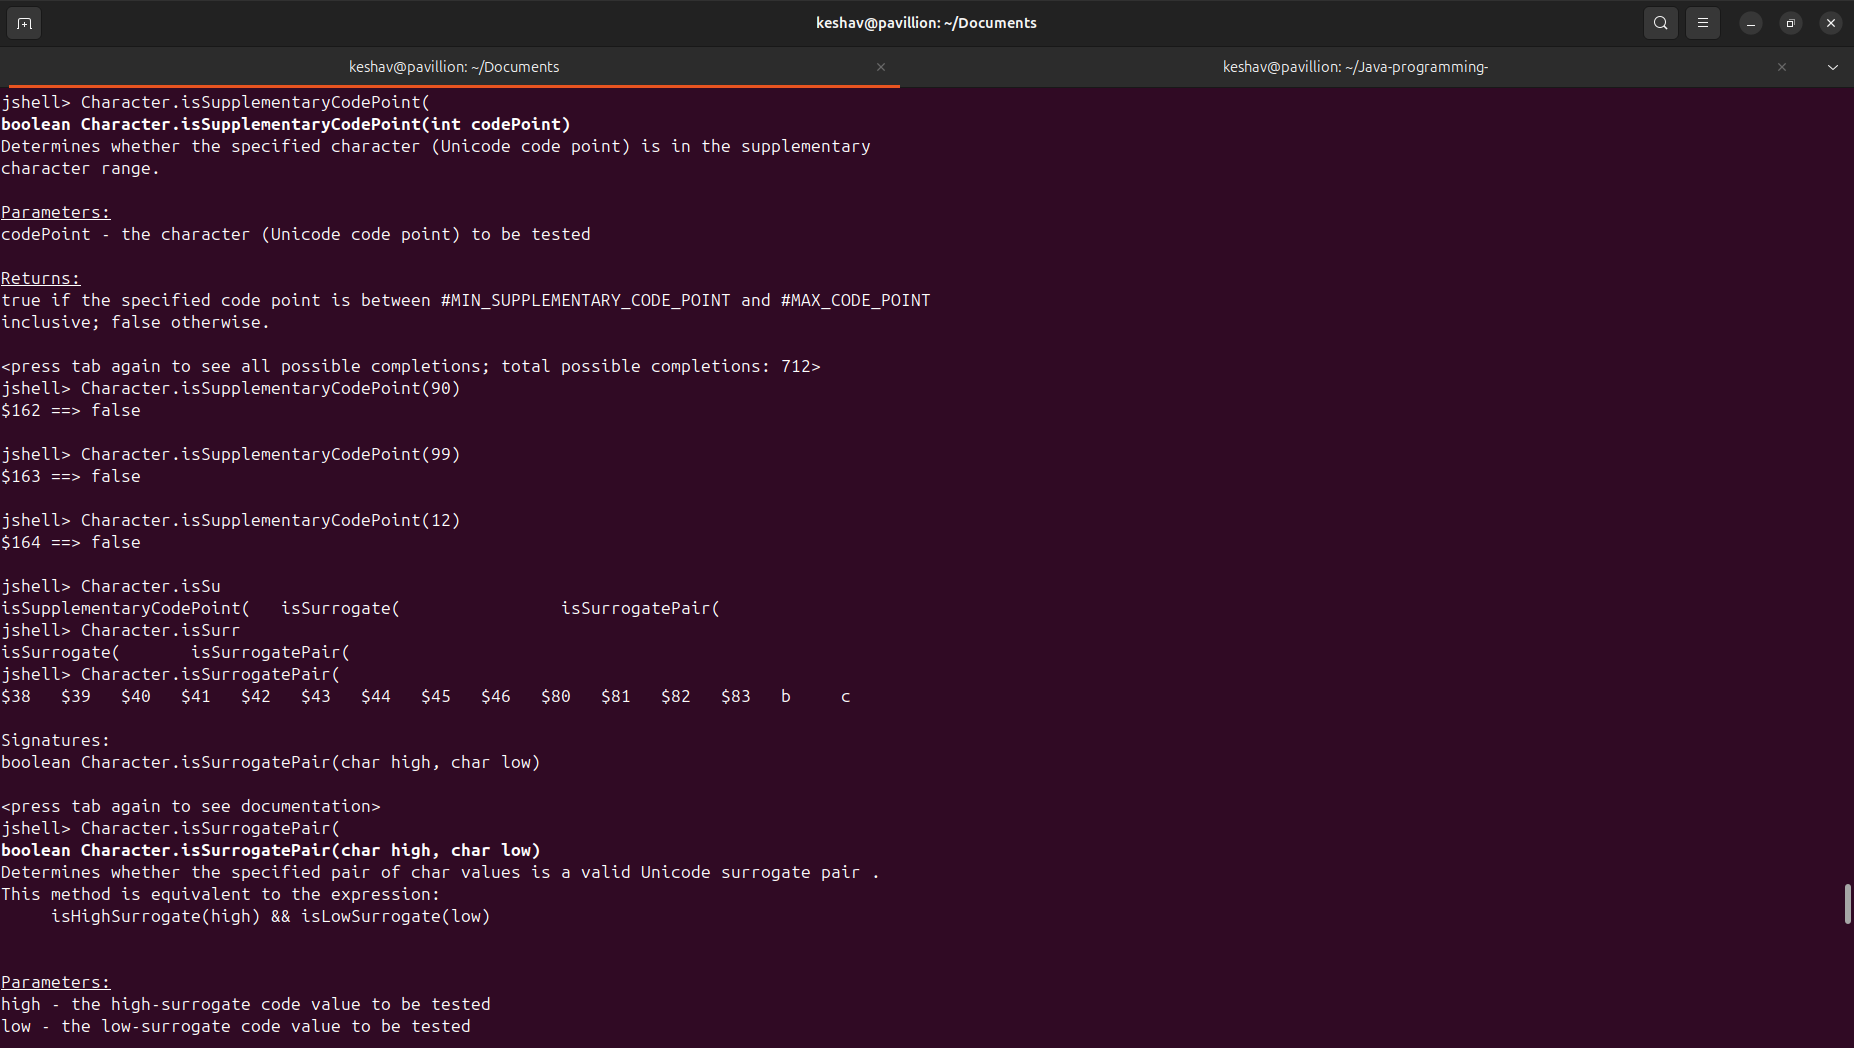 keshav@pavillion: ~/Documents
keshav@pavillion: ~/Documents
keshav@pavillion: ~/Java-programming-
jshell> Character.isSupplementaryCodePoint(
boolean Character.isSupplementaryCodePoint(int codePoint)
Determines whether the specified character (Unicode code point) is in the supplementary
character range.
Parameters:
codePoint - the character (Unicode code point) to be tested
Returns:
true if the specified code point is between #MIN_SUPPLEMENTARY_CODE_POINT and #MAX_CODE_POINT
inclusive; false otherwise.
<press tab again to see all possible completions; total possible completions: 712>
jshell> Character.isSupplementaryCodePoint(90)
$162 ==> false
jshell> Character.isSupplementaryCodePoint(99)
$163 ==> false
jshell> Character.isSupplementaryCodePoint(12)
$164 ==> false
jshell> Character.isSu
isSupplementaryCodePoint(   isSurrogate(                isSurrogatePair(
jshell> Character.isSurr
isSurrogate(       isSurrogatePair(
jshell> Character.isSurrogatePair(
$38   $39   $40   $41   $42   $43   $44   $45   $46   $80   $81   $82   $83   b     c
Signatures:
boolean Character.isSurrogatePair(char high, char low)
<press tab again to see documentation>
jshell> Character.isSurrogatePair(
boolean Character.isSurrogatePair(char high, char low)
Determines whether the specified pair of char values is a valid Unicode surrogate pair .
This method is equivalent to the expression:
     isHighSurrogate(high) && isLowSurrogate(low)
Parameters:
high - the high-surrogate code value to be tested
low - the low-surrogate code value to be tested